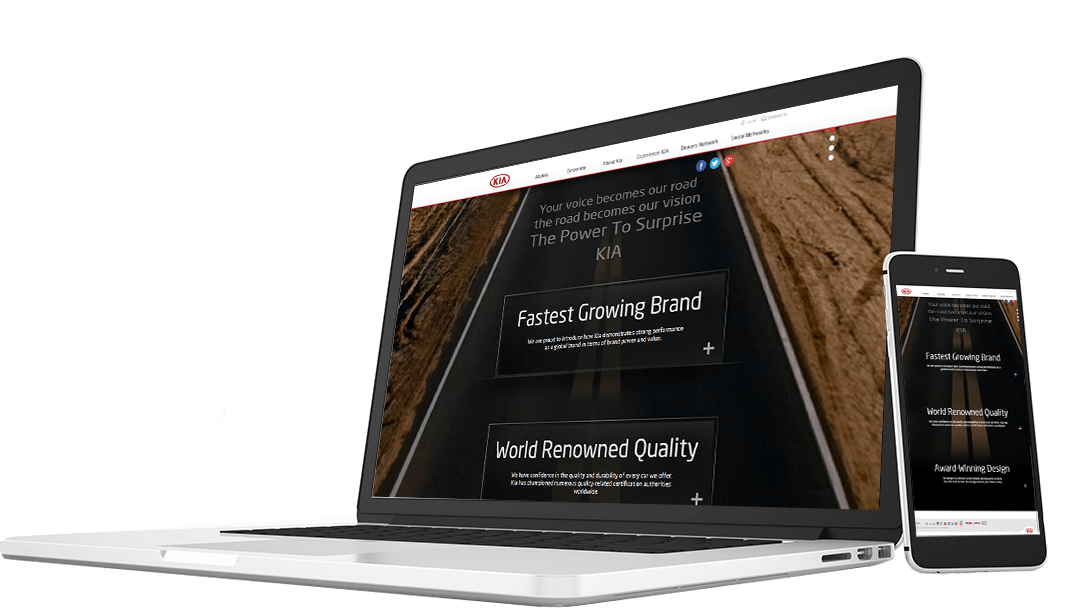 Contact us
KIA
Models
Corporate
About Kia
Experience KIA
Dealers Network
Social Networks
Your voice becomes our road
the road becomes our vision
The Power To Surprise
KIA
Fastest Growing Brand
We are proud to introduce how Kia demonstrates strong performance
as a global brand in terms of brand power and value.
+
World Renowned Quality
We have confidence in the quality and durability of every car we offer.
Kia has championed numerous quality-related certification authorities
worldwide.
+
KIA
Your voice becomes our road
the road becomes our vision
The Power To Surprise
KIA
Fastest Growing Brand
+
World Renowned Quality
+
Award-Winning Design
+
KIA